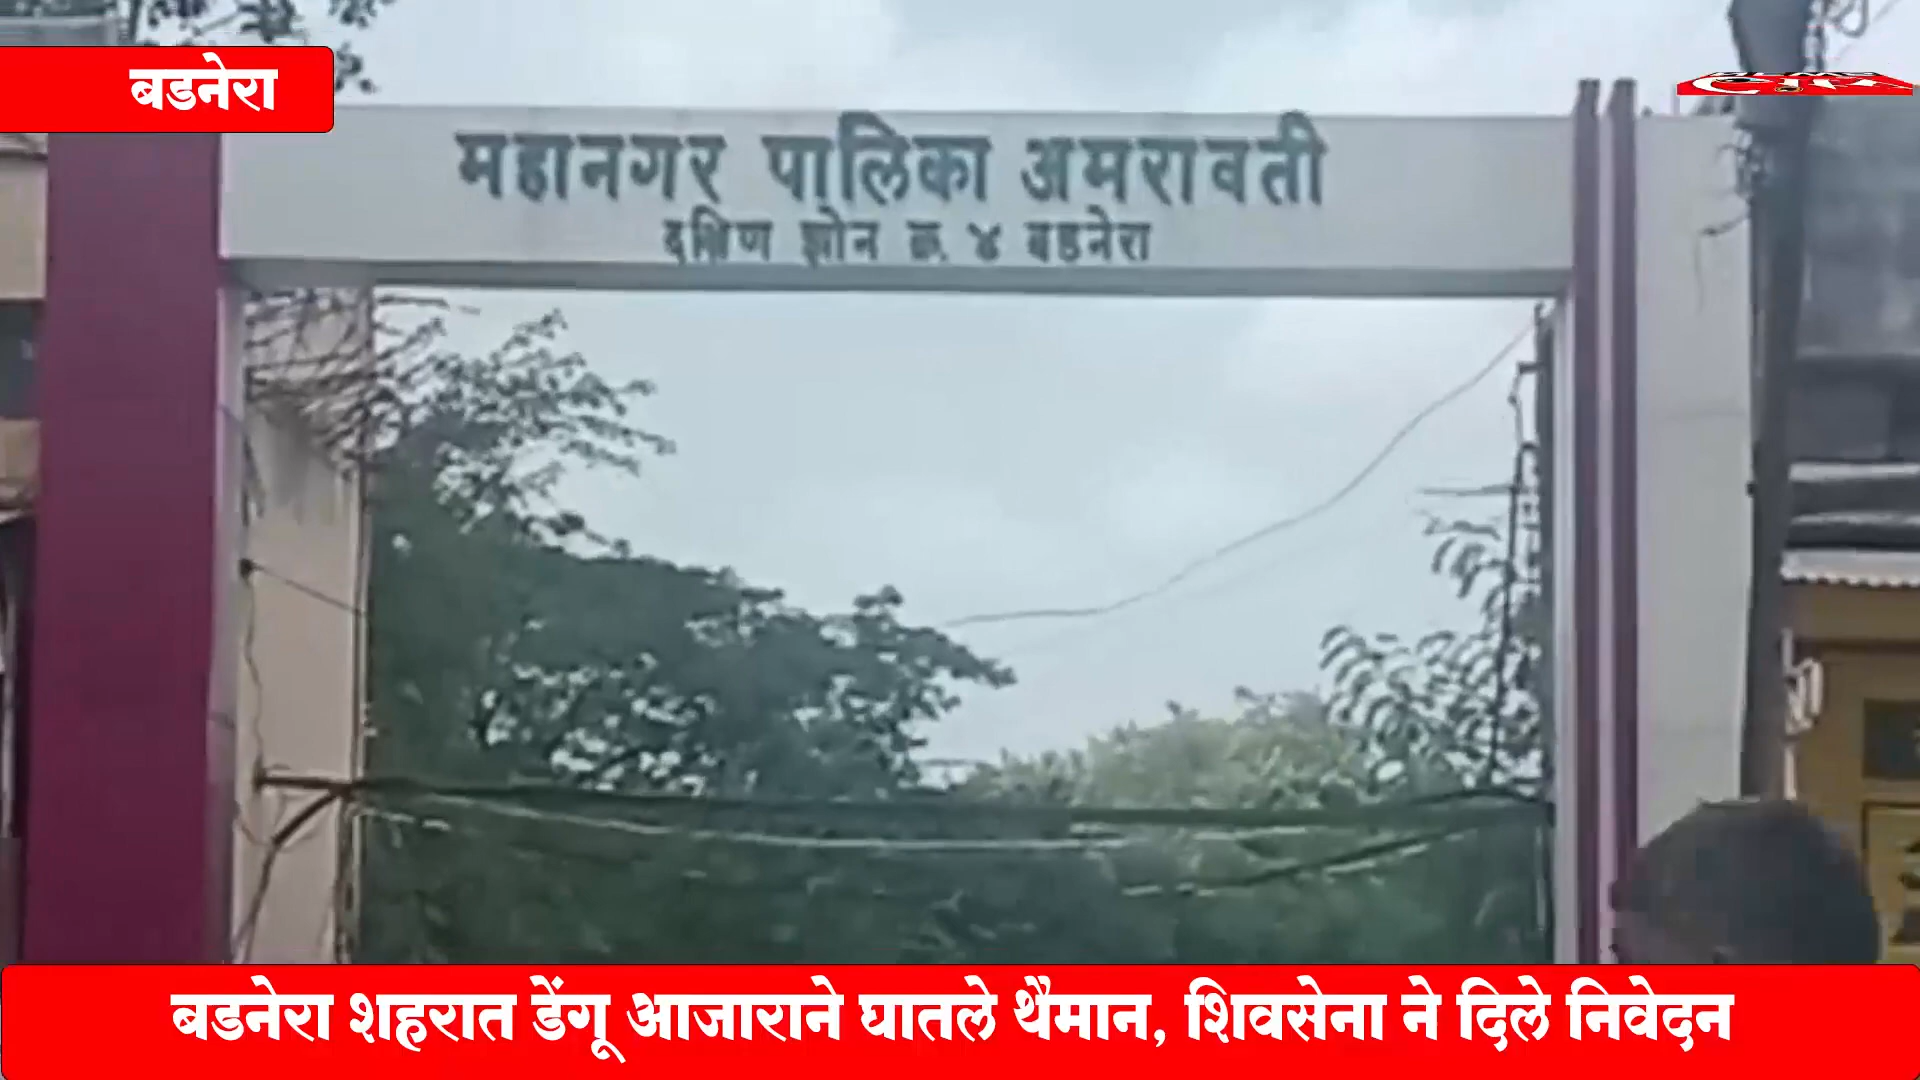 बडनेरा
महानगर पालिका अमरावती
दक्षिण झोन क्र. ४ बडनेरा
बडनेरा शहरात डेंगू आजाराने घातले थैमान, शिवसेना ने दिले निवेदन